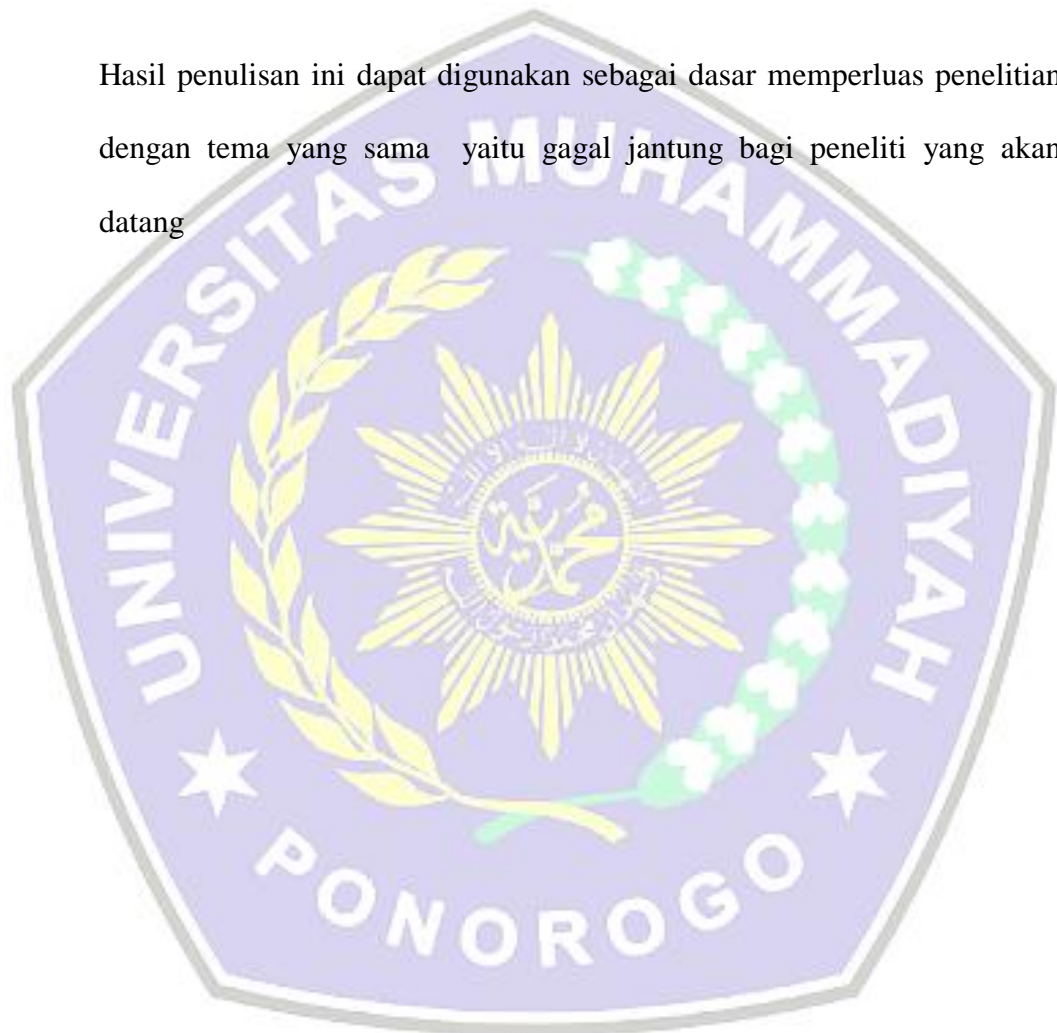 Hasil penulisan ini dapat digunakan sebagai dasar memperluas penelitian
dengan tema yang sama yaitu gagal jantung bagi peneliti yang akan
datang
UNIVERSITAS MUHAMMADIYAH
PONOROGO